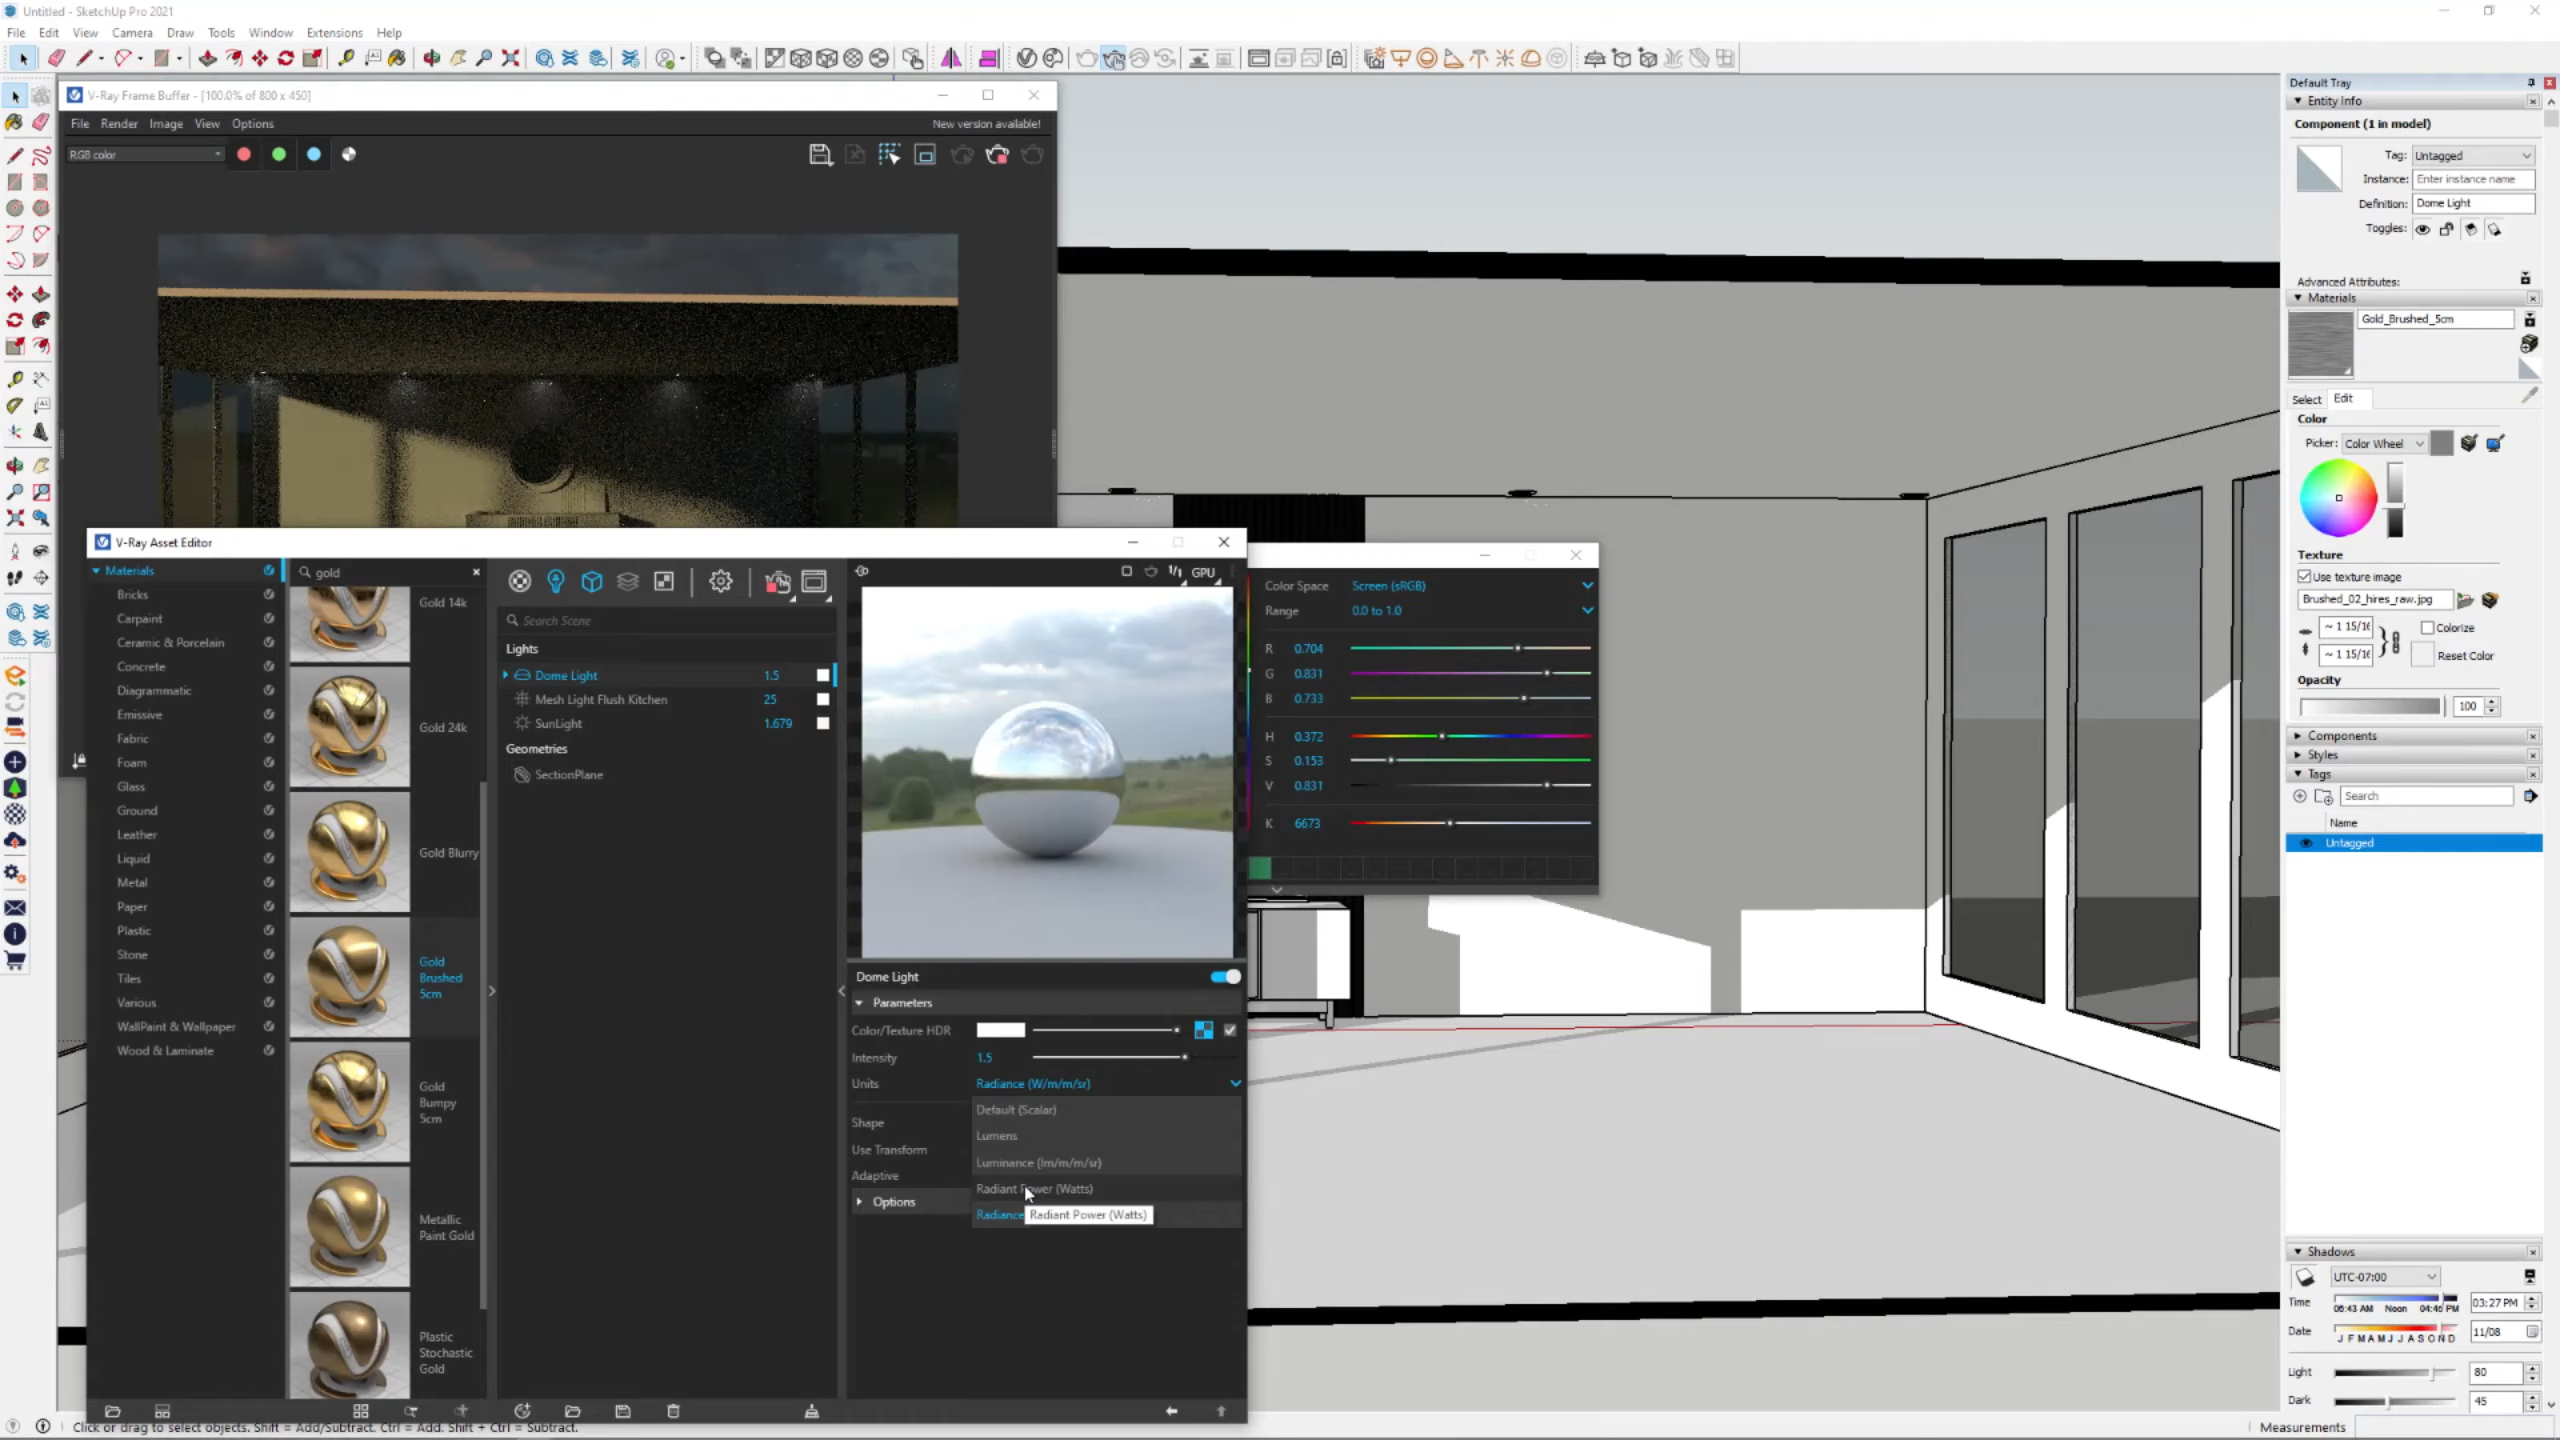 Untitled - SketchUp Pro 2021
File Edit View Camera Draw Tools Window Extensions Help
V-Ray Frame Buffer - [100.0% of 800 x 450]
File Render Image View Options
New version available!
RGB color
V-Ray Asset Editor
Materials
Bricks
Carpaint
Ceramic & Porcelain
Concrete
Diagrammatic
Emissive
Fabric
Foam
Glass
Ground
Leather
Liquid
Metal
Paper
Plastic
Stone
Tiles
Various
WallPaint & Wallpaper
Wood & Laminate
gold
Gold 14k
Gold 24k
Gold Blurry
Gold
Brushed
5cm
Gold
Bumpy
5cm
Metallic
Paint Gold
Plastic
Stochastic
Gold
Search Scene
Lights
Dome Light 1.5
Mesh Light Flush Kitchen 25
SunLight 1.679
Geometries
SectionPlane
1/1 GPU
Dome Light
Parameters
Color/Texture HDR
Intensity 1.5
Units Radiance (W/m/m/sr)
Default (Scalar)
Shape
Lumens
Use Transform
Luminance (lm/m/m/sr)
Adaptive
Radiant Power (Watts)
Options
Radiance
Radiant Power (Watts)
Color Space Screen (sRGB)
Range 0.0 to 1.0
R 0.704
G 0.831
B 0.733
H 0.372
S 0.153
V 0.831
K 6673
Default Tray
Entity Info
Component (1 in model)
Tag: Untagged
Instance: Enter instance name
Definition: Dome Light
Toggles:
Advanced Attributes:
Materials
Gold_Brushed_5cm
Select Edit
Color
Picker: Color Wheel
Texture
Use texture image
Brushed_02_hires_raw.jpg
~ 1 15/16 Colorize
~ 1 15/16 Reset Color
Opacity
100
Components
Styles
Tags
Search
Name
Untagged
Shadows
UTC-07:00
Time 06:43 AM Noon 04:46 PM 03:27 PM
Date J F M A M J J A S O N D 11/08
Light 80
Dark 45
Click or drag to select objects. Shift = Add/Subtract. Ctrl = Add. Shift + Ctrl = Subtract.
Measurements